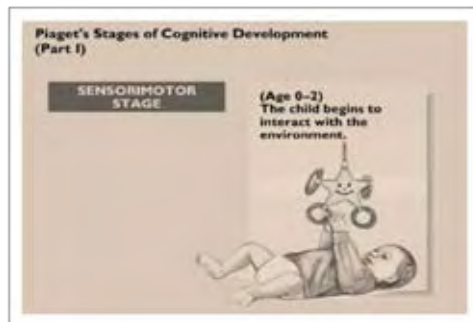 Piaget's Stages of Cognitive Development
(Part I)
SENSORIMOTOR
STAGE
(Age 0–2)
The child begins to
interact with the
environment.